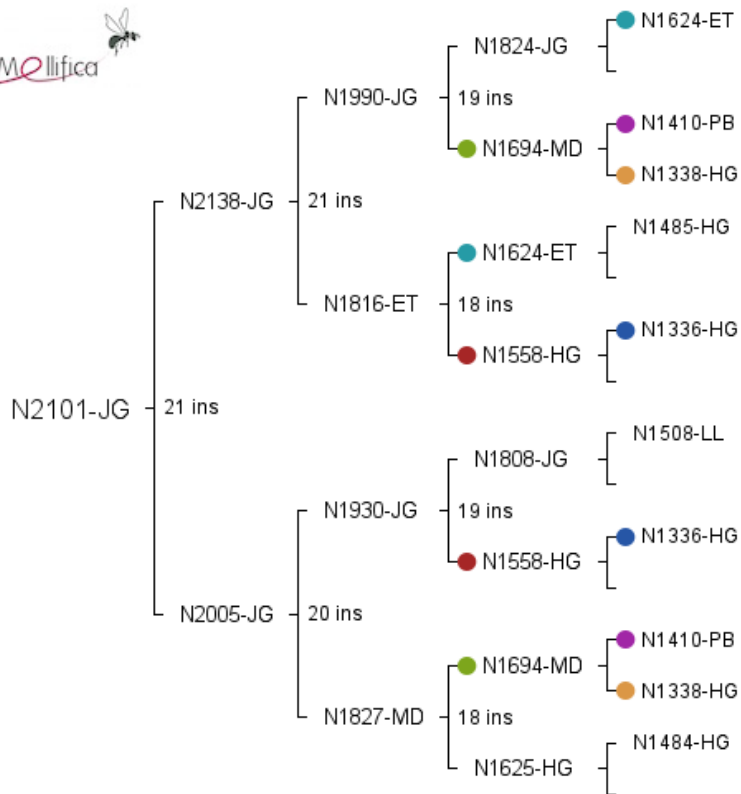 N1624-ET
N1824-JG
Mellifica
N1990-JG
19 ins
N1410-PB
N1694-MD
N1338-HG
N2138-JG
21 ins
N1485-HG
N1624-ET
N1816-ET
18 ins
N1336-HG
N1558-HG
N2101-JG
21 ins
N1508-LL
N1808-JG
N1930-JG
19 ins
N1336-HG
N1558-HG
N2005-JG
20 ins
N1410-PB
N1694-MD
N1338-HG
N1827-MD
18 ins
N1484-HG
N1625-HG